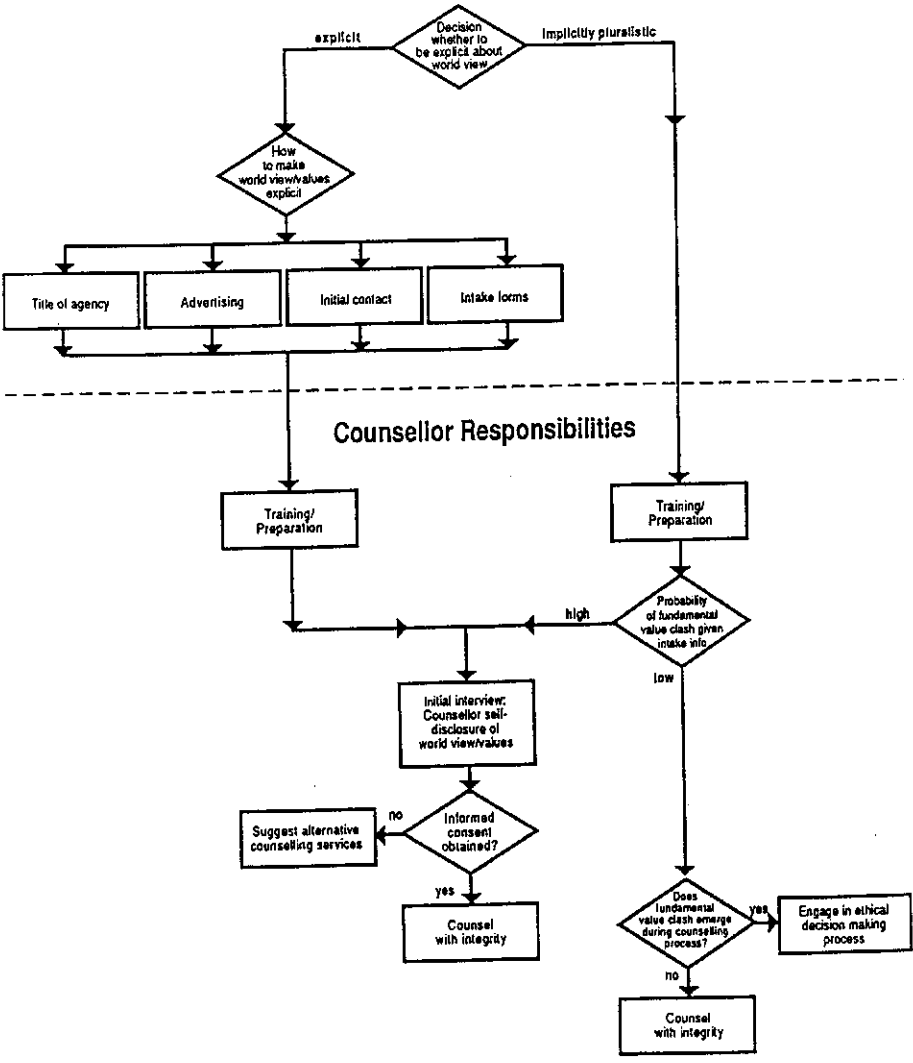 Decision
whether to
be explicit about
world view
explicit
implicitly pluralistic
How
to make
world view/values
explicit
Title of agency
Advertising
Initial contact
Intake forms
Counsellor Responsibilities
Training/
Preparation
Training/
Preparation
Probability
of fundamental
value clash given
intake info
high
low
Initial interview:
Counsellor self-
disclosure of
world view/values
Informed
consent
obtained?
no
Suggest alternative
counselling services
yes
Counsel
with integrity
Does
fundamental
value clash emerge
during counselling
process?
yes
Engage in ethical
decision making
process
no
Counsel
with integrity